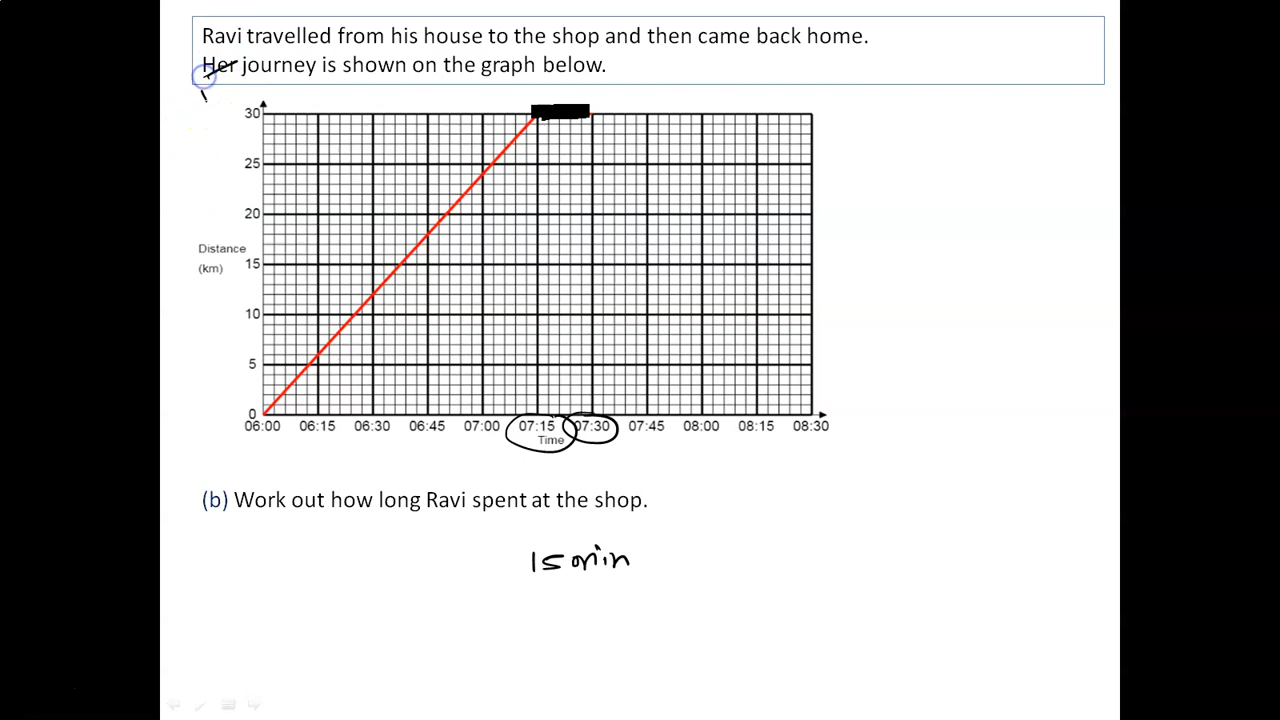 Ravi travelled from his house to the shop and then came back home.
Her journey is shown on the graph below.
30
25
20
Distance
(km)
15
10
5
0
06:00 06:15 06:30 06:45 07:00 07:15 07:30 07:45 08:00 08:15 08:30
Time
(b) Work out how long Ravi spent at the shop.
15 min